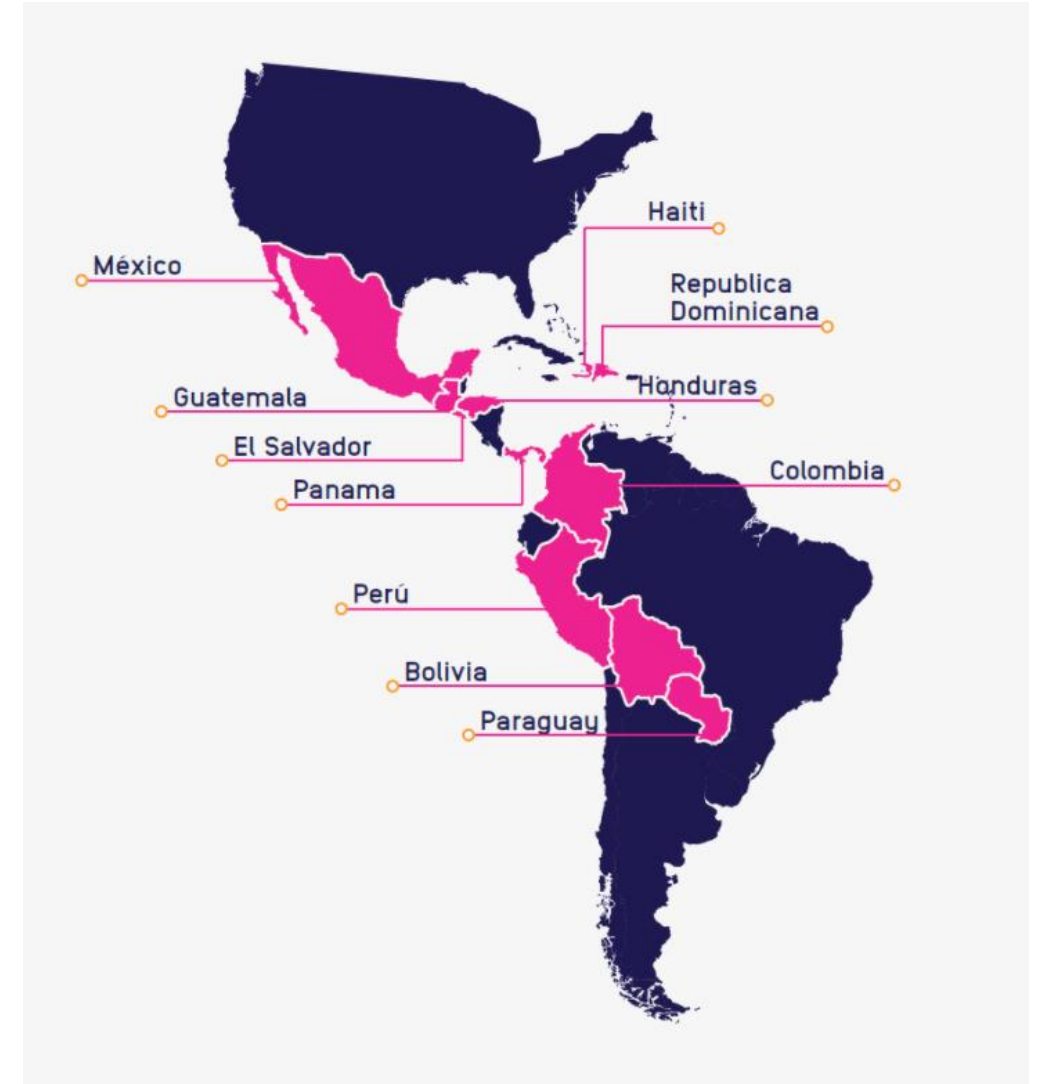 Haiti
México
Republica
Dominicana
Honduras
Guatemala
El Salvador
Colombia
Panama
Perú
Bolivia
Paraguay